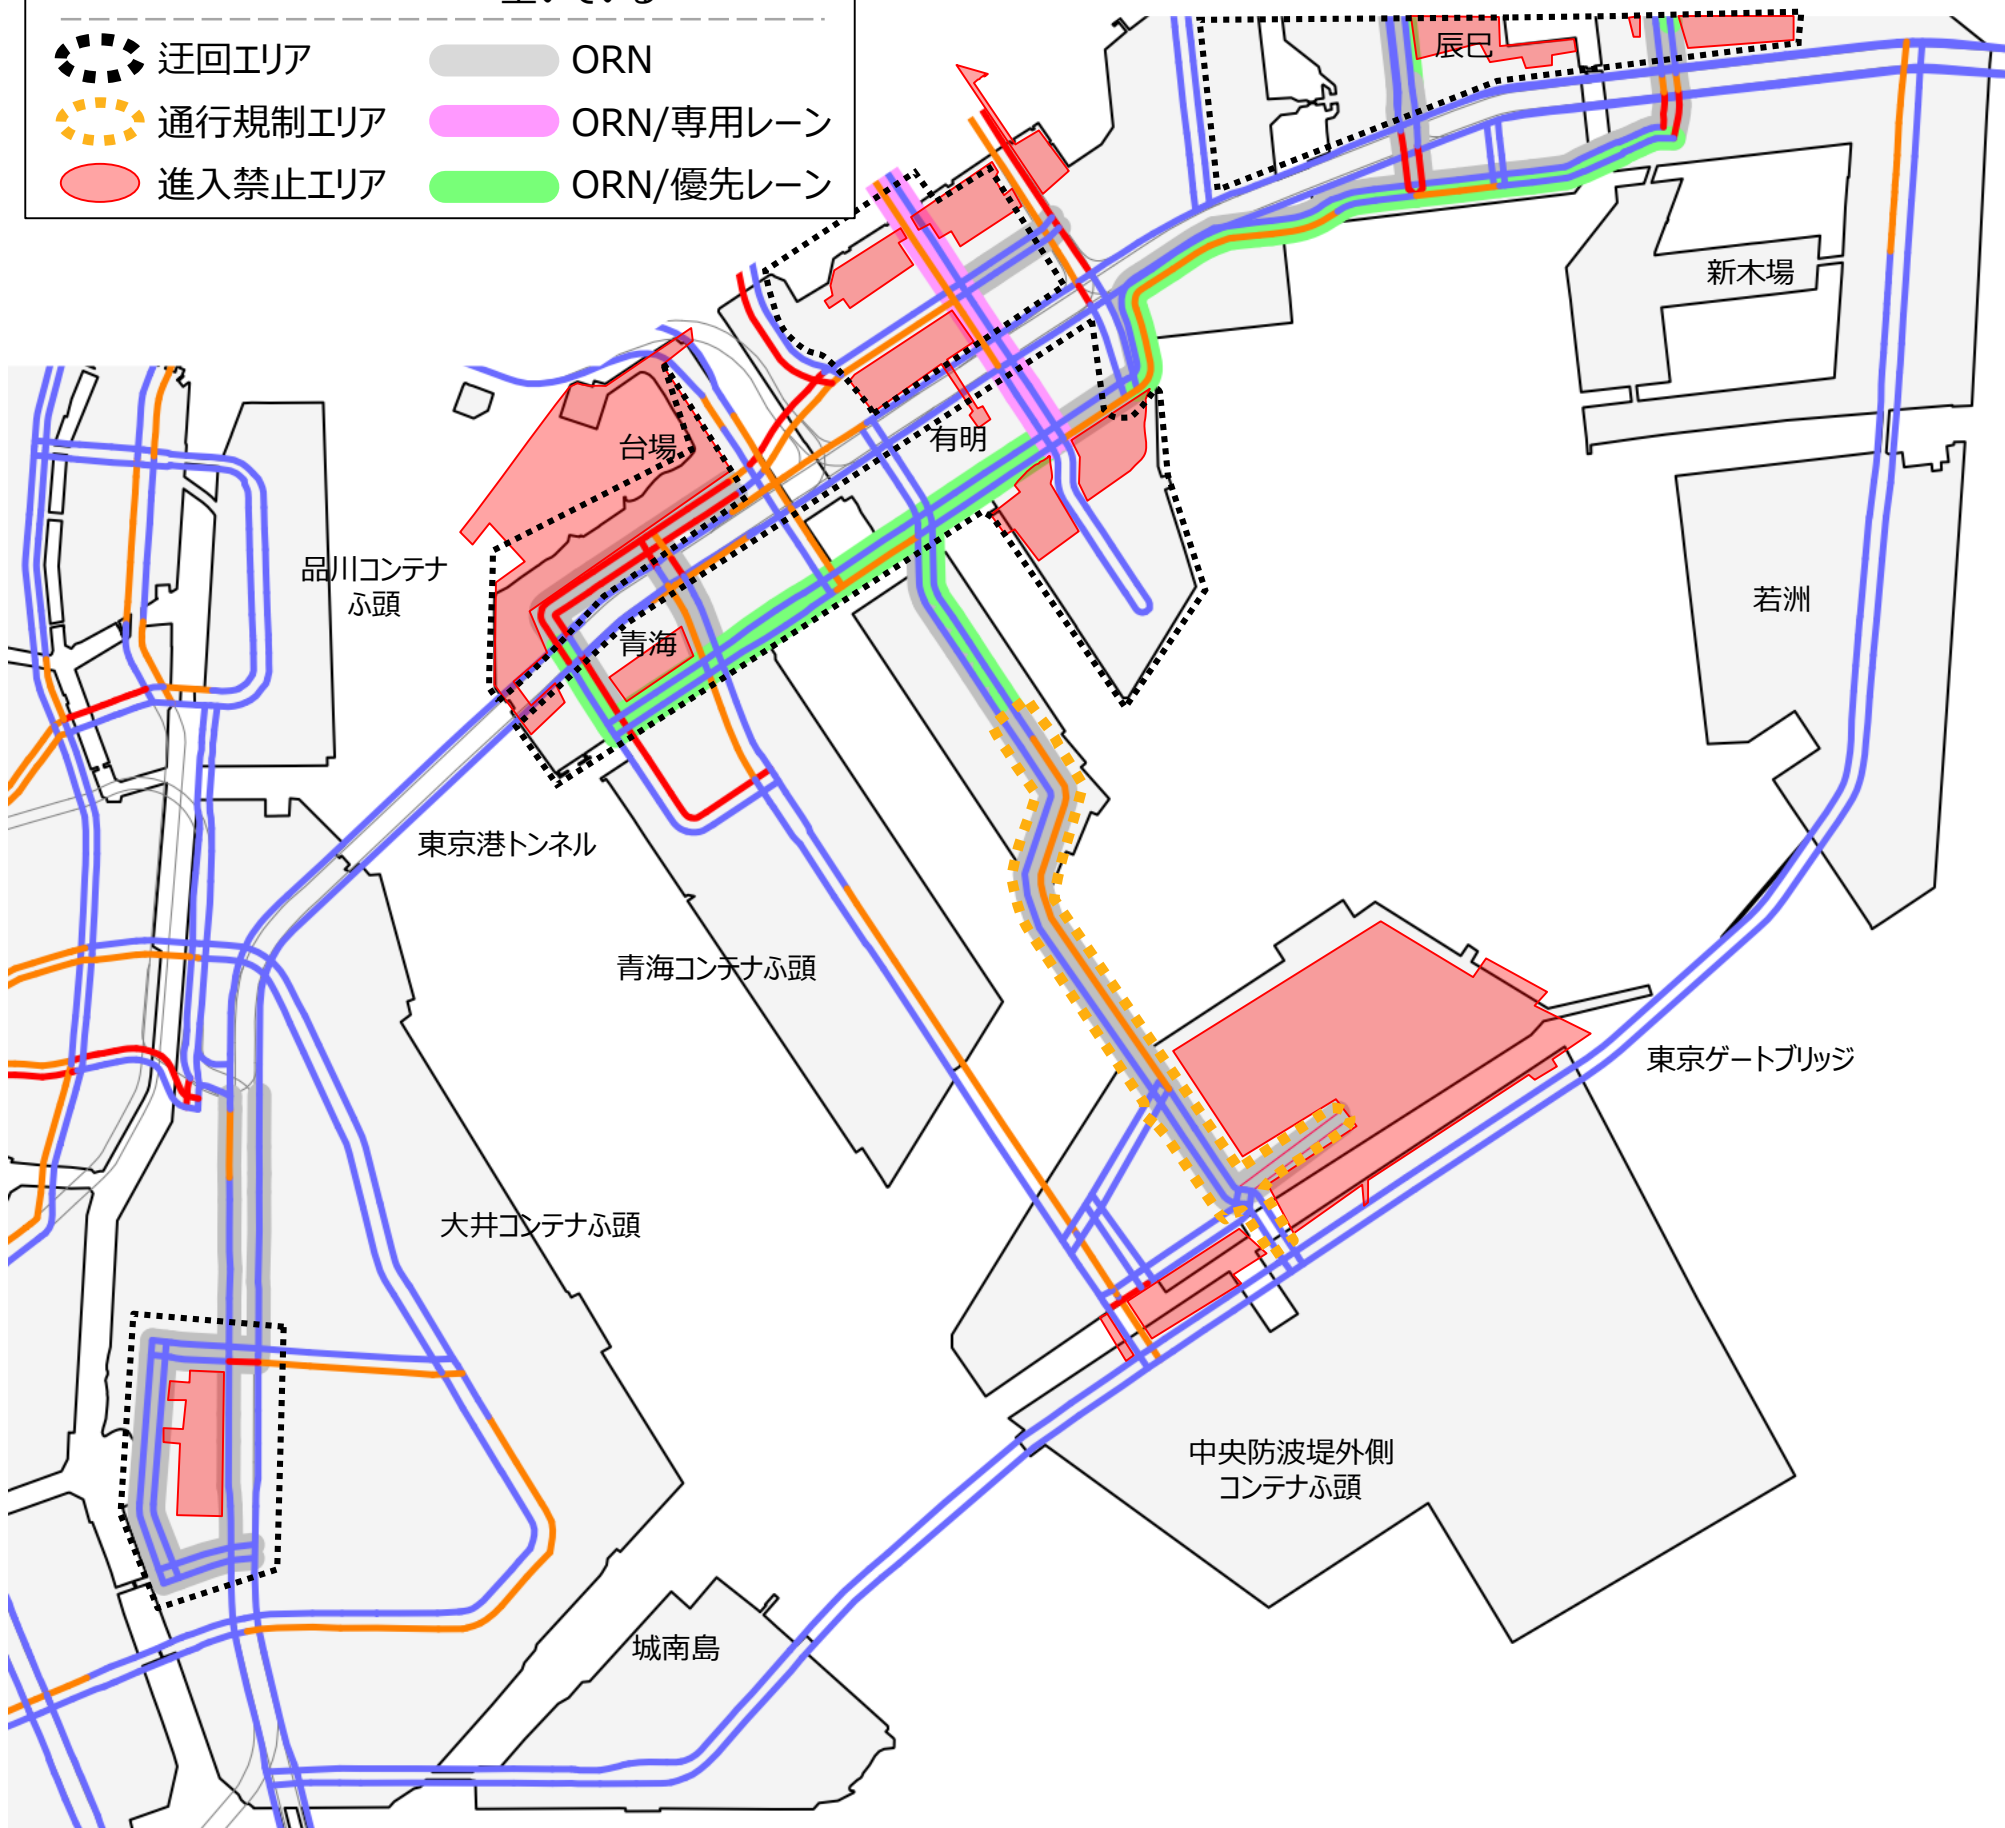 空いている
迂回エリア
ORN
通行規制エリア
ORN/専用レーン
進入禁止エリア
ORN/優先レーン
辰巳
新木場
有明
台場
品川コンテナ
ふ頭
青海
若洲
東京港トンネル
青海コンテナふ頭
東京ゲートブリッジ
大井コンテナふ頭
中央防波堤外側
コンテナふ頭
城南島